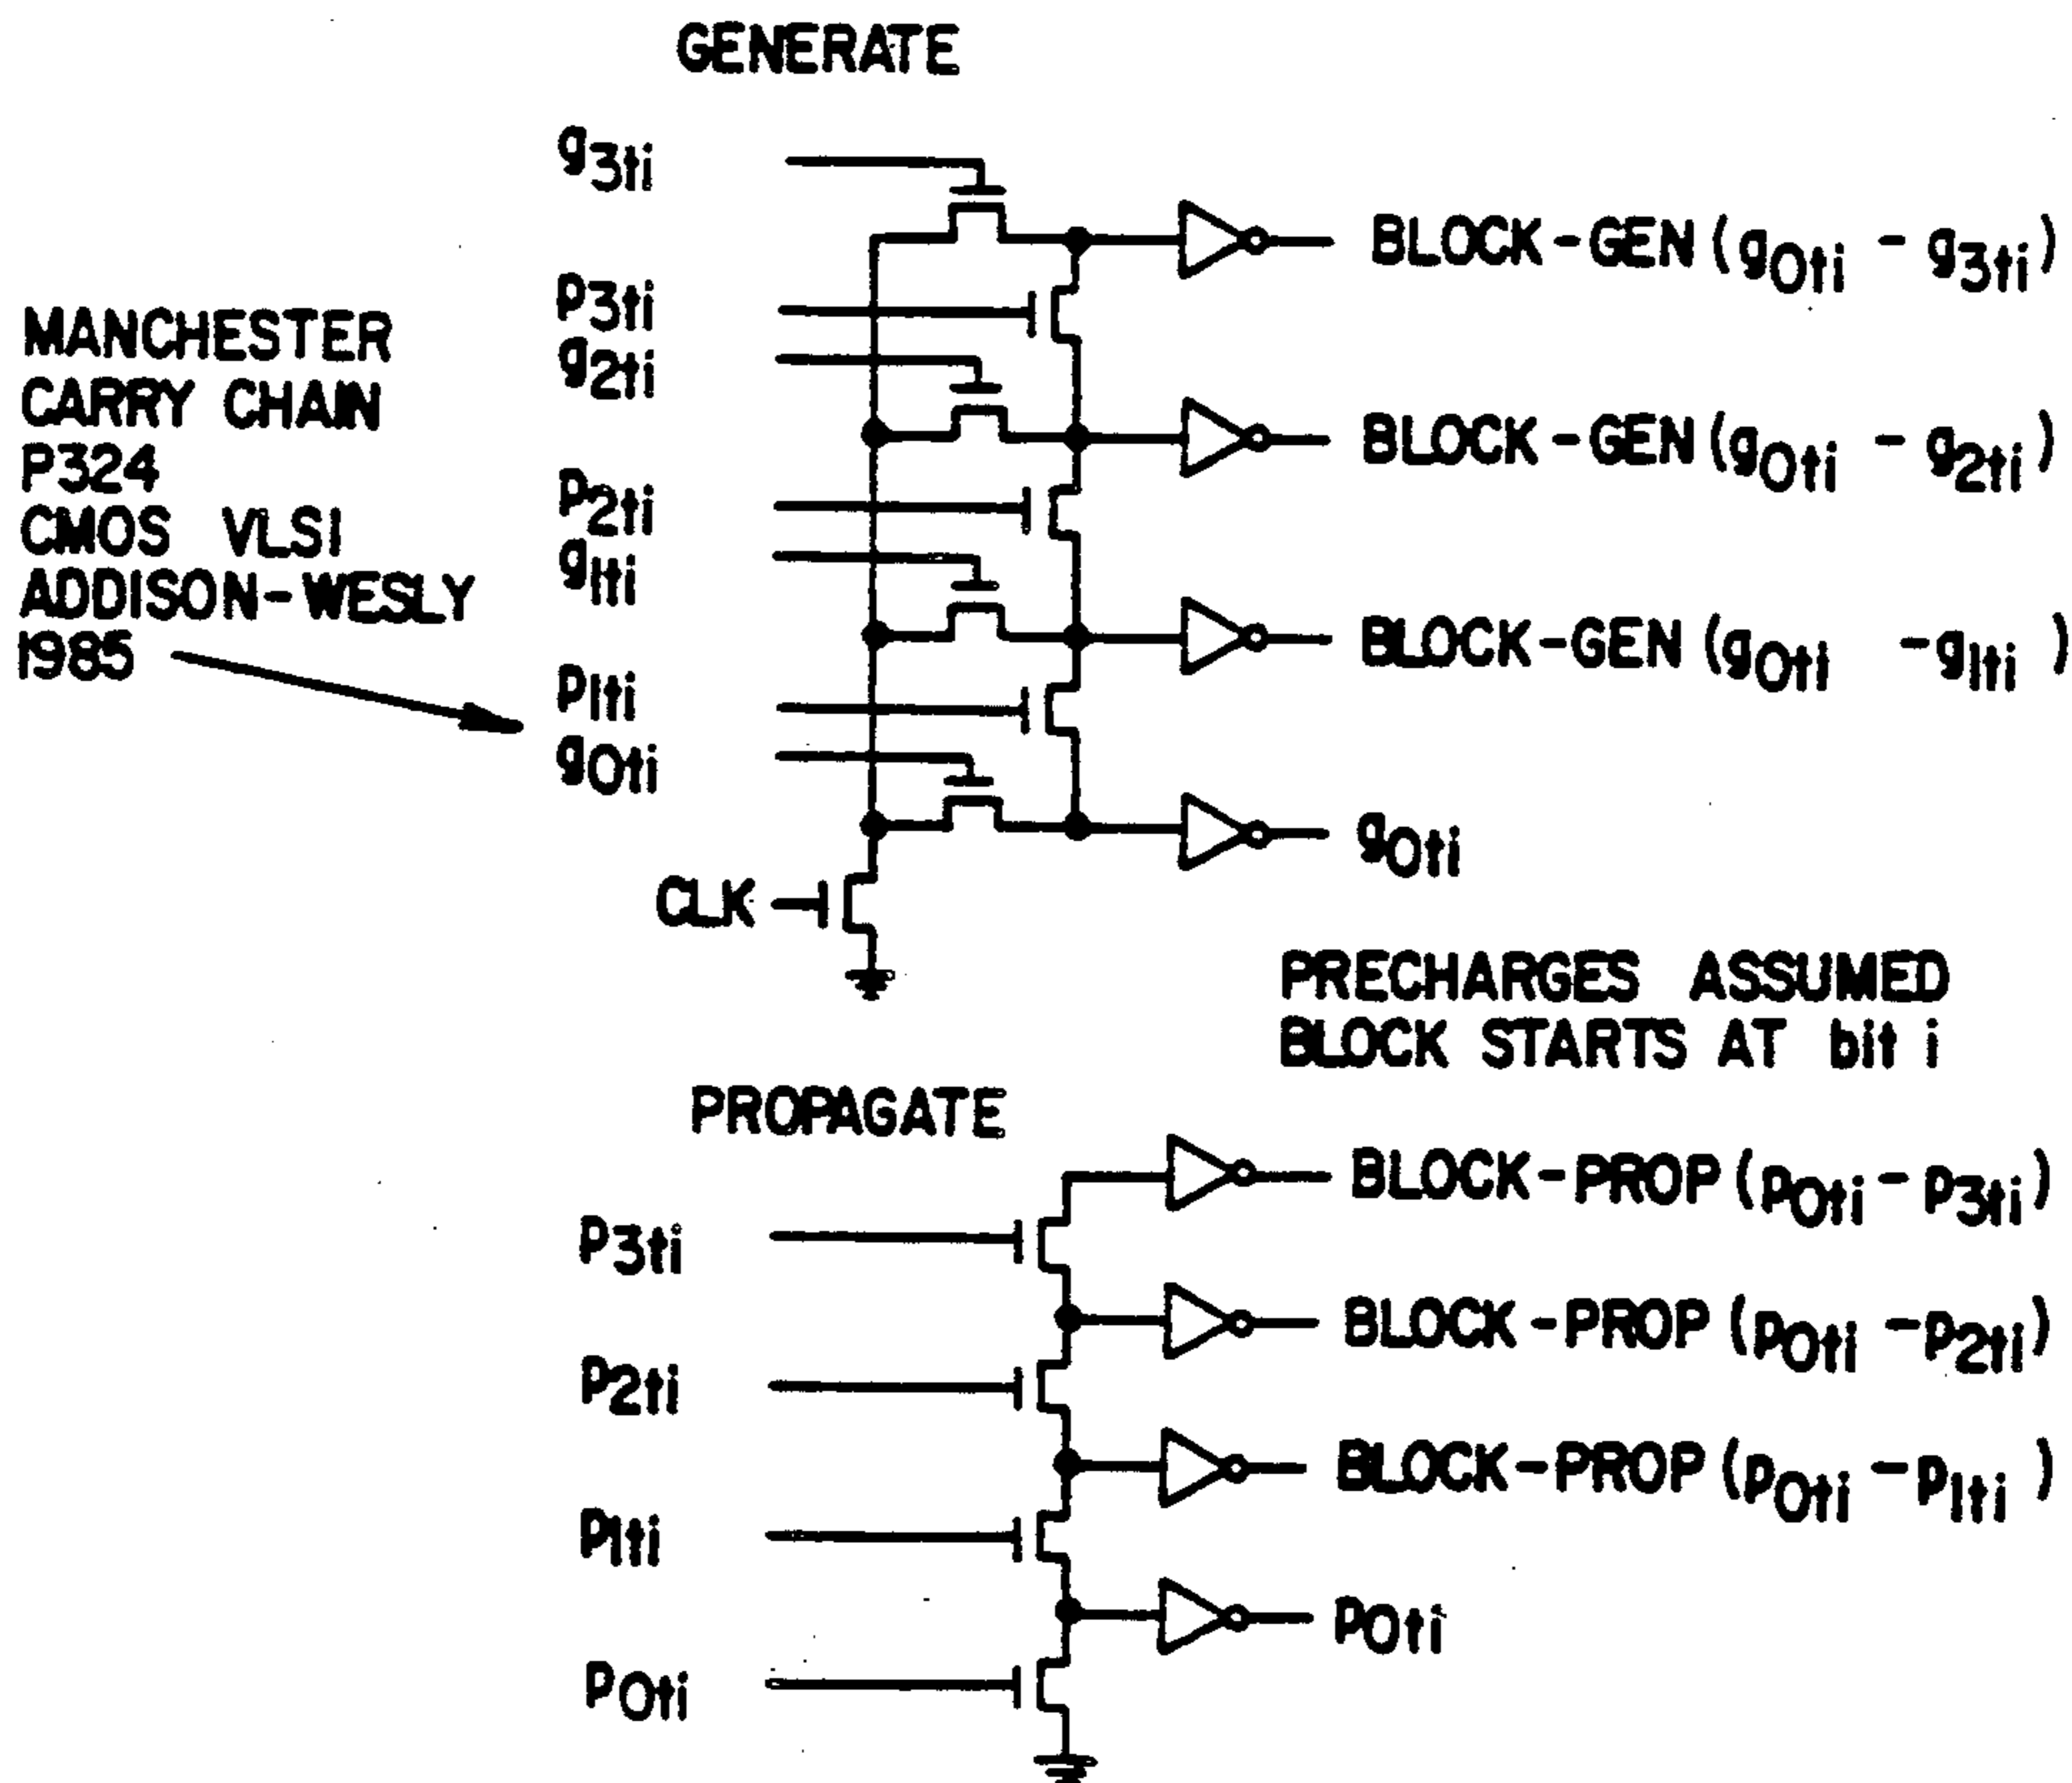 GENERATE
g3ti
p3ti
g2ti
p2ti
g1ti
p1ti
g0ti
CLK
MANCHESTER
CARRY CHAIN
P324
CMOS VLSI
ADDISON-WESLY
1985
BLOCK-GEN (g0ti - g3ti)
BLOCK-GEN (g0ti - g2ti)
BLOCK-GEN (g0ti - g1ti)
g0ti
PRECHARGES ASSUMED
BLOCK STARTS AT bit i
PROPAGATE
p3ti
p2ti
p1ti
p0ti
BLOCK-PROP (p0ti - p3ti)
BLOCK-PROP (p0ti - p2ti)
BLOCK-PROP (p0ti - p1ti)
p0ti